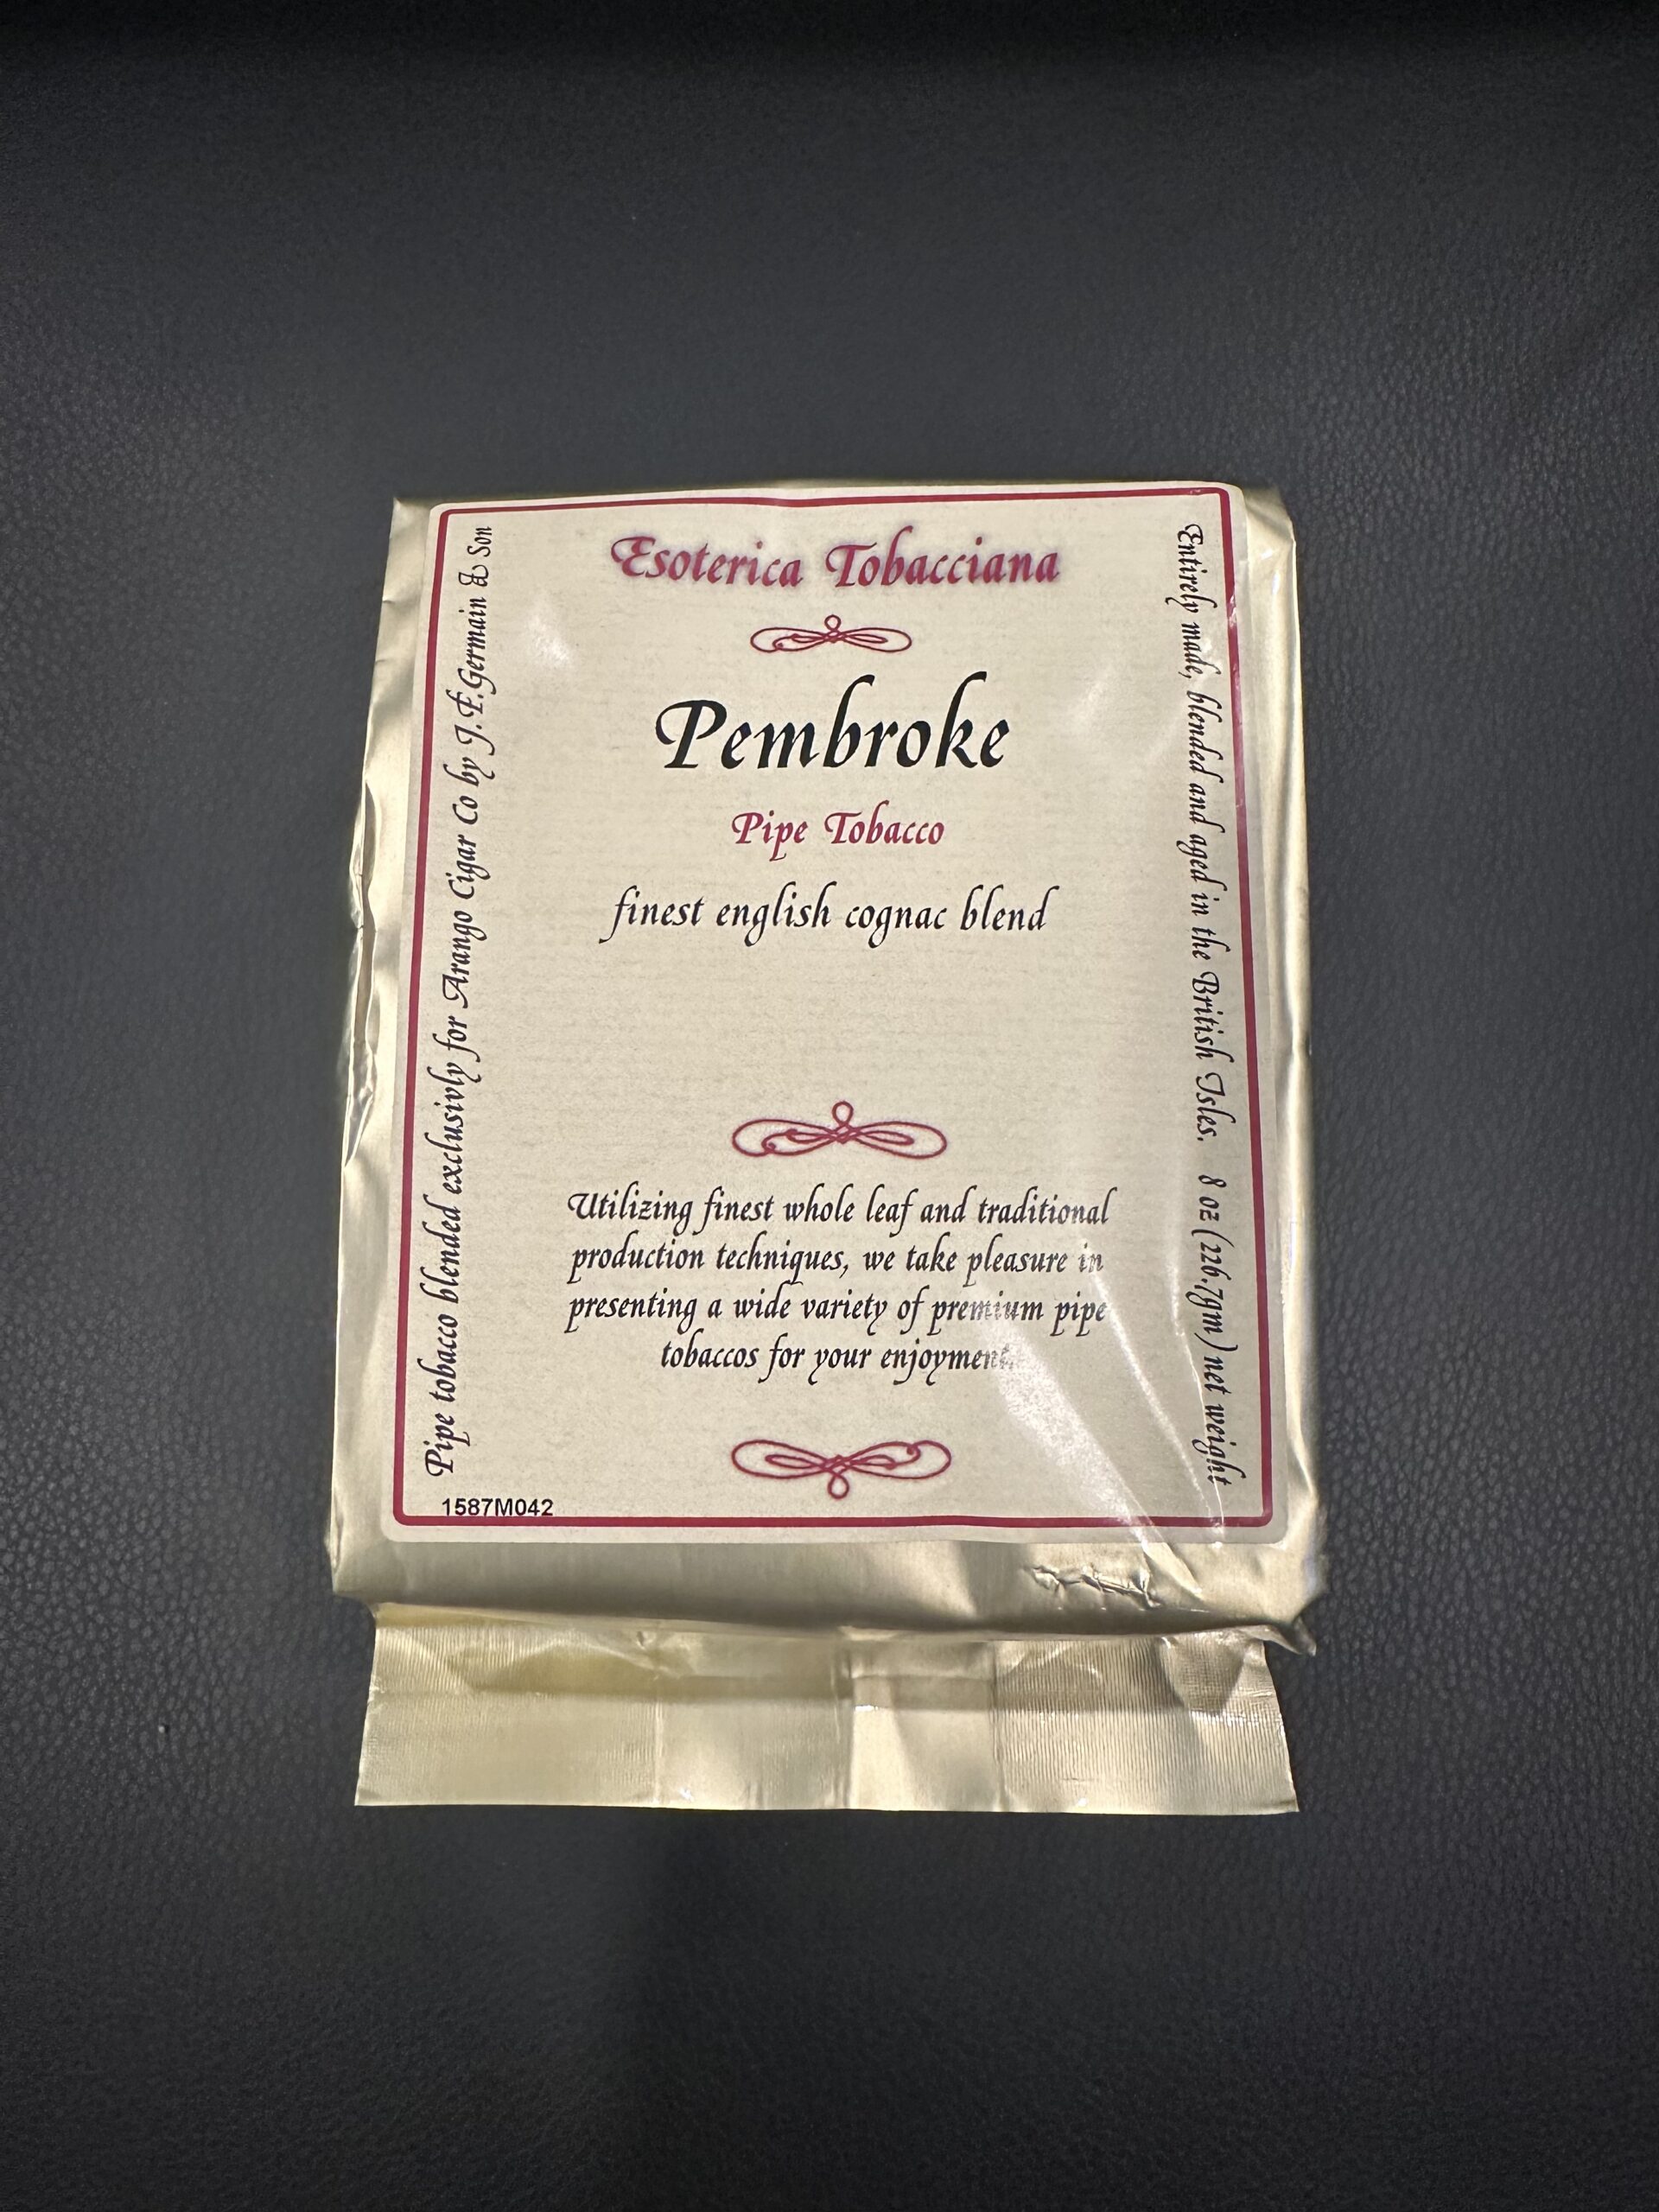 Esoterica Tobacciana
Pembroke
Pipe Tobacco
finest english cognac blend
Utilizing finest whole leaf and traditional
production techniques, we take pleasure in
presenting a wide variety of premium pipe
tobaccos for your enjoyment.
Pipe tobacco blended exclusivly for Arango Cigar Co by J.F.Germain & Son
Entirely made, blended and aged in the British Isles. 8 oz (226.7gm) net weight
1587M042